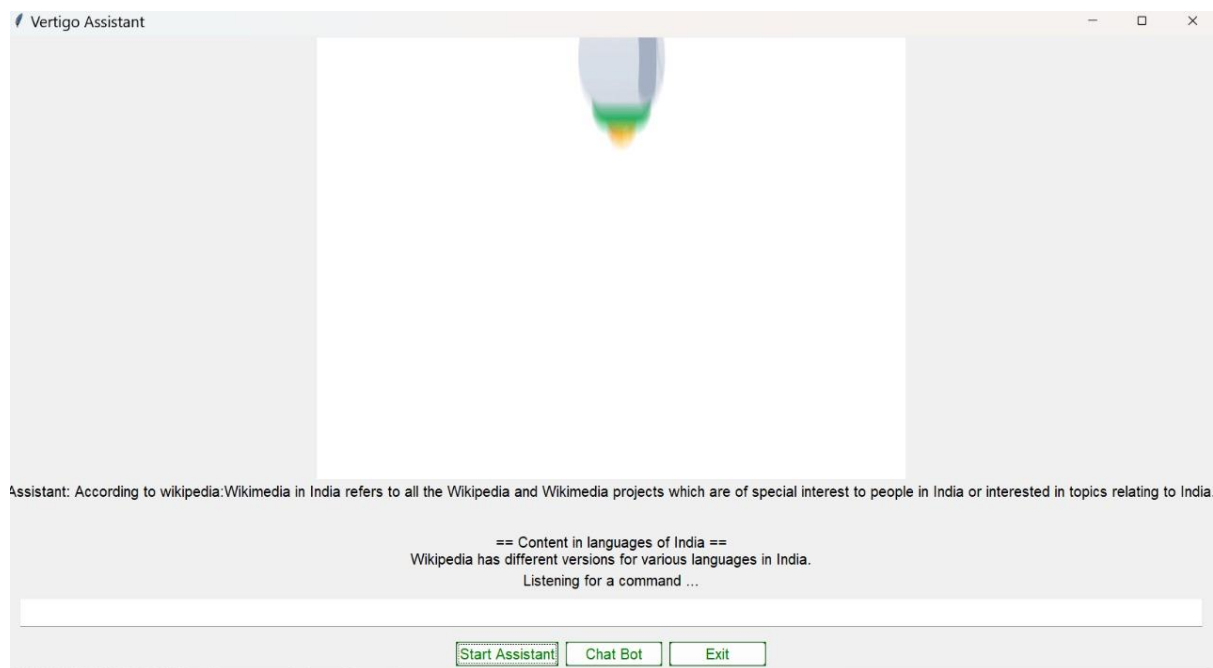 Vertigo Assistant
Assistant: According to wikipedia:Wikimedia in India refers to all the Wikipedia and Wikimedia projects which are of special interest to people in India or interested in topics relating to India.
== Content in languages of India ==
Wikipedia has different versions for various languages in India.
Listening for a command ...
Start Assistant Chat Bot Exit